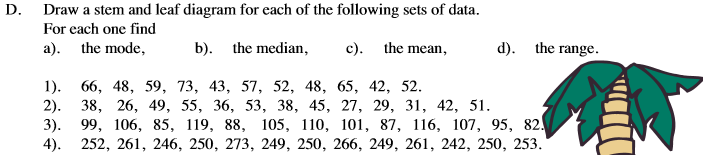 D. Draw a stem and leaf diagram for each of the following sets of data.
For each one find
a). the mode, b). the median, c). the mean, d). the range.
1). 66, 48, 59, 73, 43, 57, 52, 48, 65, 42, 52.
2). 38, 26, 49, 55, 36, 53, 38, 45, 27, 29, 31, 42, 51.
3). 99, 106, 85, 119, 88, 105, 110, 101, 87, 116, 107, 95, 82.
4). 252, 261, 246, 250, 273, 249, 250, 266, 249, 261, 242, 250, 253.